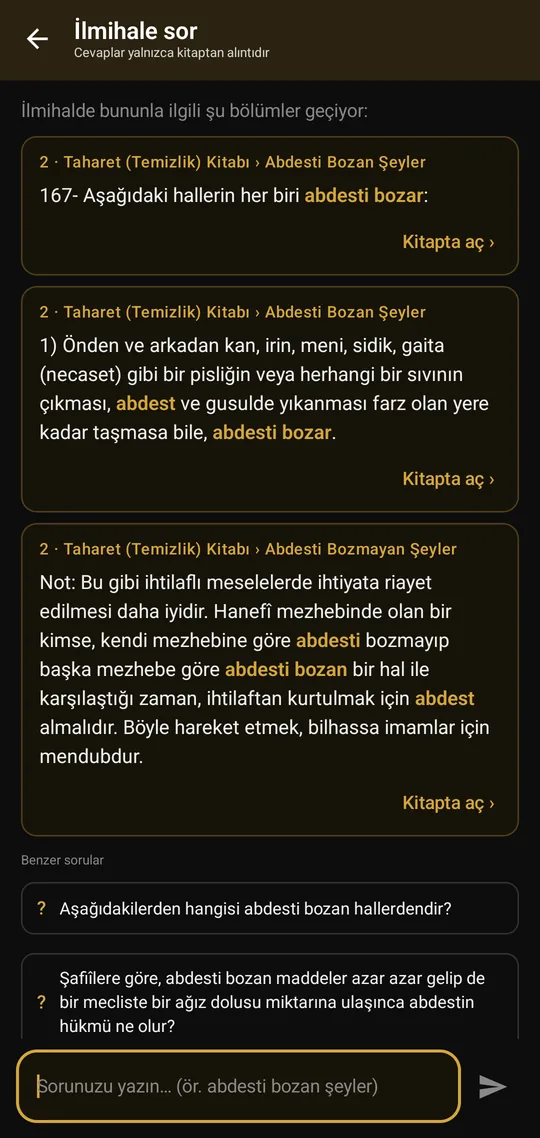 İlmihale sor
Cevaplar yalnızca kitaptan alıntıdır
İlmihalde bununla ilgili şu bölümler geçiyor:
2 · Taharet (Temizlik) Kitabı › Abdesti Bozan Şeyler
167- Aşağıdaki hallerin her biri abdesti bozar:
Kitapta aç ›
2 · Taharet (Temizlik) Kitabı › Abdesti Bozan Şeyler
1) Önden ve arkadan kan, irin, meni, sidik, gaita
(necaset) gibi bir pisliğin veya herhangi bir sıvının
çıkması, abdest ve gusulde yıkanması farz olan yere
kadar taşmasa bile, abdesti bozar.
Kitapta aç ›
2 · Taharet (Temizlik) Kitabı › Abdesti Bozmayan Şeyler
Not: Bu gibi ihtilaflı meselelerde ihtiyata riayet
edilmesi daha iyidir. Hanefî mezhebinde olan bir
kimse, kendi mezhebine göre abdesti bozmayıp
başka mezhebe göre abdesti bozan bir hal ile
karşılaştığı zaman, ihtilaftan kurtulmak için abdest
almalıdır. Böyle hareket etmek, bilhassa imamlar için
mendubdur.
Kitapta aç ›
Benzer sorular
? Aşağıdakilerden hangisi abdesti bozan hallerdendir?
Şafiîlere göre, abdesti bozan maddeler azar azar gelip de
? bir mecliste bir ağız dolusu miktarına ulaşınca abdestin
hükmü ne olur?
Sorunuzu yazın... (ör. abdesti bozan şeyler)